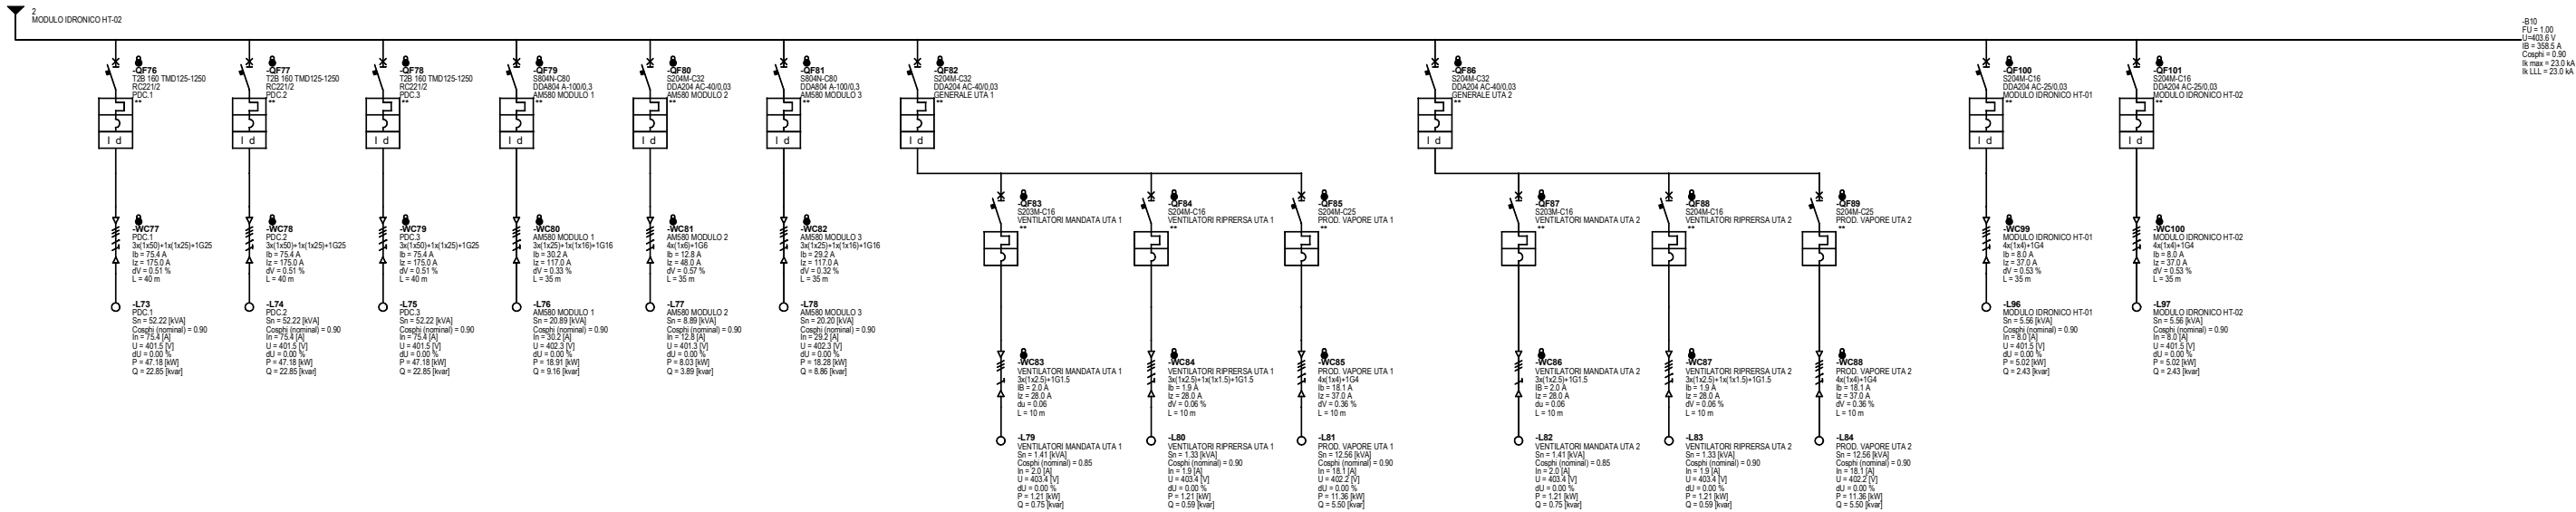 2
MODULO IDRONICO HT-02
-B10
FU = 1.00
U=403.6 V
IB = 358.5 A
Cosphi = 0.90
Ik max = 23.0 kA
Ik LLL = 23.0 kA
-QF76
T2B 160 TMD125-1250
RC221/2
PDC.1
**
I d
-QF77
T2B 160 TMD125-1250
RC221/2
PDC.2
**
I d
-QF78
T2B 160 TMD125-1250
RC221/2
PDC.3
**
I d
-QF79
S804N-C80
DDA804 A-100/0,3
AM580 MODULO 1
**
I d
-QF80
S204M-C32
DDA204 AC-40/0,03
AM580 MODULO 2
**
I d
-QF81
S804N-C80
DDA804 A-100/0,3
AM580 MODULO 3
**
I d
-QF82
S204M-C32
DDA204 AC-40/0,03
GENERALE UTA 1
**
I d
-QF86
S204M-C32
DDA204 AC-40/0,03
GENERALE UTA 2
**
I d
-QF100
S204M-C16
DDA204 AC-25/0,03
MODULO IDRONICO HT-01
**
I d
-QF101
S204M-C16
DDA204 AC-25/0,03
MODULO IDRONICO HT-02
**
I d
-QF83
S203M-C16
VENTILATORI MANDATA UTA 1
**
-QF84
S204M-C16
VENTILATORI RIPRERSA UTA 1
**
-QF85
S204M-C25
PROD. VAPORE UTA 1
**
-QF87
S203M-C16
VENTILATORI MANDATA UTA 2
**
-QF88
S204M-C16
VENTILATORI RIPRERSA UTA 2
**
-QF89
S204M-C25
PROD. VAPORE UTA 2
**
-WC77
PDC.1
3x(1x50)+1x(1x25)+1G25
Ib = 75.4 A
Iz = 175.0 A
dV = 0.51 %
L = 40 m
-WC78
PDC.2
3x(1x50)+1x(1x25)+1G25
Ib = 75.4 A
Iz = 175.0 A
dV = 0.51 %
L = 40 m
-WC79
PDC.3
3x(1x50)+1x(1x25)+1G25
Ib = 75.4 A
Iz = 175.0 A
dV = 0.51 %
L = 40 m
-WC80
AM580 MODULO 1
3x(1x25)+1x(1x16)+1G16
Ib = 30.2 A
Iz = 117.0 A
dV = 0.33 %
L = 35 m
-WC81
AM580 MODULO 2
4x(1x6)+1G6
Ib = 12.8 A
Iz = 48.0 A
dV = 0.57 %
L = 35 m
-WC82
AM580 MODULO 3
3x(1x25)+1x(1x16)+1G16
Ib = 29.2 A
Iz = 117.0 A
dV = 0.32 %
L = 35 m
-WC99
MODULO IDRONICO HT-01
4x(1x4)+1G4
Ib = 8.0 A
Iz = 37.0 A
dV = 0.53 %
L = 35 m
-WC100
MODULO IDRONICO HT-02
4x(1x4)+1G4
Ib = 8.0 A
Iz = 37.0 A
dV = 0.53 %
L = 35 m
-L73
PDC.1
Sn = 52.22 [kVA]
Cosphi (nominal) = 0.90
In = 75.4 [A]
U = 401.5 [V]
dU = 0.00 %
P = 47.18 [kW]
Q = 22.85 [kvar]
-L74
PDC.2
Sn = 52.22 [kVA]
Cosphi (nominal) = 0.90
In = 75.4 [A]
U = 401.5 [V]
dU = 0.00 %
P = 47.18 [kW]
Q = 22.85 [kvar]
-L75
PDC.3
Sn = 52.22 [kVA]
Cosphi (nominal) = 0.90
In = 75.4 [A]
U = 401.5 [V]
dU = 0.00 %
P = 47.18 [kW]
Q = 22.85 [kvar]
-L76
AM580 MODULO 1
Sn = 20.89 [kVA]
Cosphi (nominal) = 0.90
In = 30.2 [A]
U = 402.3 [V]
dU = 0.00 %
P = 18.91 [kW]
Q = 9.16 [kvar]
-L77
AM580 MODULO 2
Sn = 8.89 [kVA]
Cosphi (nominal) = 0.90
In = 12.8 [A]
U = 401.3 [V]
dU = 0.00 %
P = 8.03 [kW]
Q = 3.89 [kvar]
-L78
AM580 MODULO 3
Sn = 20.20 [kVA]
Cosphi (nominal) = 0.90
In = 29.2 [A]
U = 402.3 [V]
dU = 0.00 %
P = 18.28 [kW]
Q = 8.86 [kvar]
-L96
MODULO IDRONICO HT-01
Sn = 5.56 [kVA]
Cosphi (nominal) = 0.90
In = 8.0 [A]
U = 401.5 [V]
dU = 0.00 %
P = 5.02 [kW]
Q = 2.43 [kvar]
-L97
MODULO IDRONICO HT-02
Sn = 5.56 [kVA]
Cosphi (nominal) = 0.90
In = 8.0 [A]
U = 401.5 [V]
dU = 0.00 %
P = 5.02 [kW]
Q = 2.43 [kvar]
-WC83
VENTILATORI MANDATA UTA 1
3x(1x2.5)+1G1.5
IB = 2.0 A
Iz = 28.0 A
du = 0.06
L = 10 m
-WC84
VENTILATORI RIPRERSA UTA 1
3x(1x2.5)+1x(1x1.5)+1G1.5
Ib = 1.9 A
Iz = 28.0 A
dV = 0.06 %
L = 10 m
-WC85
PROD. VAPORE UTA 1
4x(1x4)+1G4
Ib = 18.1 A
Iz = 37.0 A
dV = 0.36 %
L = 10 m
-WC86
VENTILATORI MANDATA UTA 2
3x(1x2.5)+1G1.5
IB = 2.0 A
Iz = 28.0 A
du = 0.06
L = 10 m
-WC87
VENTILATORI RIPRERSA UTA 2
3x(1x2.5)+1x(1x1.5)+1G1.5
Ib = 1.9 A
Iz = 28.0 A
dV = 0.06 %
L = 10 m
-WC88
PROD. VAPORE UTA 2
4x(1x4)+1G4
Ib = 18.1 A
Iz = 37.0 A
dV = 0.36 %
L = 10 m
-L79
VENTILATORI MANDATA UTA 1
Sn = 1.41 [kVA]
Cosphi (nominal) = 0.85
In = 2.0 [A]
U = 403.4 [V]
dU = 0.00 %
P = 1.21 [kW]
Q = 0.75 [kvar]
-L80
VENTILATORI RIPRERSA UTA 1
Sn = 1.33 [kVA]
Cosphi (nominal) = 0.90
In = 1.9 [A]
U = 403.4 [V]
dU = 0.00 %
P = 1.21 [kW]
Q = 0.59 [kvar]
-L81
PROD. VAPORE UTA 1
Sn = 12.56 [kVA]
Cosphi (nominal) = 0.90
In = 18.1 [A]
U = 402.2 [V]
dU = 0.00 %
P = 11.36 [kW]
Q = 5.50 [kvar]
-L82
VENTILATORI MANDATA UTA 2
Sn = 1.41 [kVA]
Cosphi (nominal) = 0.85
In = 2.0 [A]
U = 403.4 [V]
dU = 0.00 %
P = 1.21 [kW]
Q = 0.75 [kvar]
-L83
VENTILATORI RIPRERSA UTA 2
Sn = 1.33 [kVA]
Cosphi (nominal) = 0.90
In = 1.9 [A]
U = 403.4 [V]
dU = 0.00 %
P = 1.21 [kW]
Q = 0.59 [kvar]
-L84
PROD. VAPORE UTA 2
Sn = 12.56 [kVA]
Cosphi (nominal) = 0.90
In = 18.1 [A]
U = 402.2 [V]
dU = 0.00 %
P = 11.36 [kW]
Q = 5.50 [kvar]